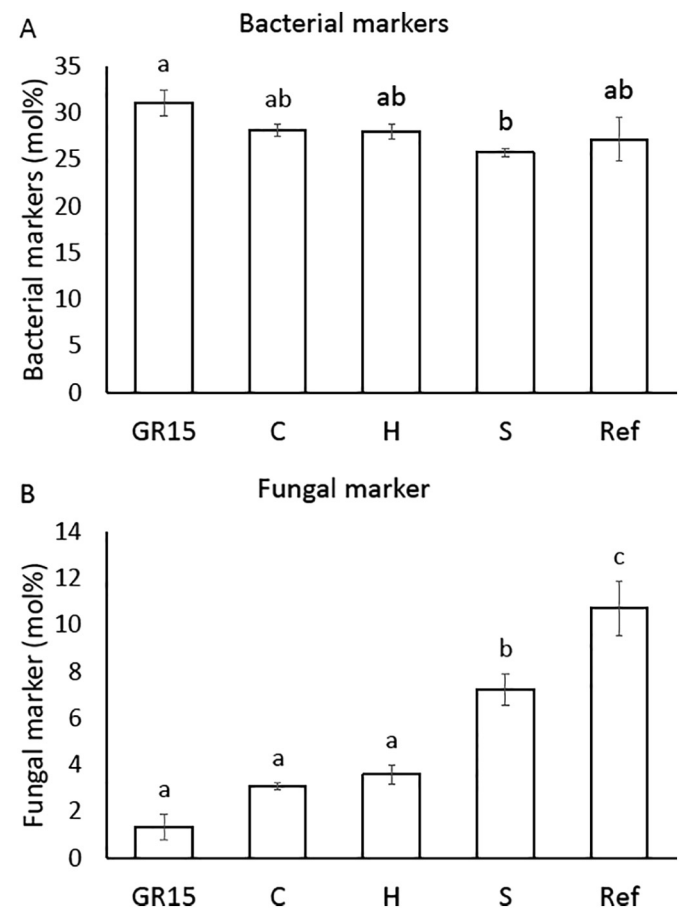 A
Bacterial markers
Bacterial markers (mol%)
35
30
25
20
15
10
5
0
a
ab
ab
b
ab
GR15 C H S Ref
B
Fungal marker
Fungal marker (mol%)
14
12
10
8
6
4
2
0
a
a
a
b
c
GR15 C H S Ref